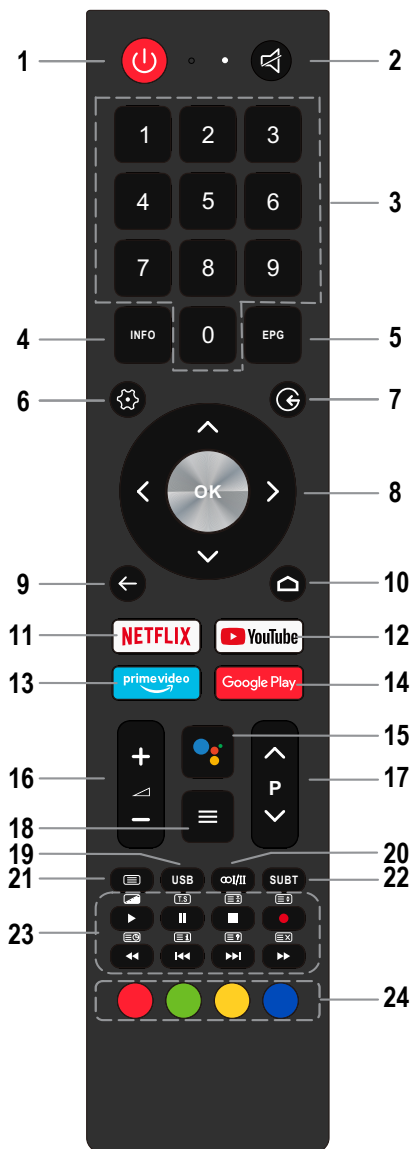 1 2
1 2 3
4 5 6 3
7 8 9
4 INFO 0 EPG 5
6 7
OK 8
9 10
11 NETFLIX YouTube 12
13 prime video Google Play 14
15
16 P 17
18
19 20
21 USB I/II SUBT 22
T.S
23
24